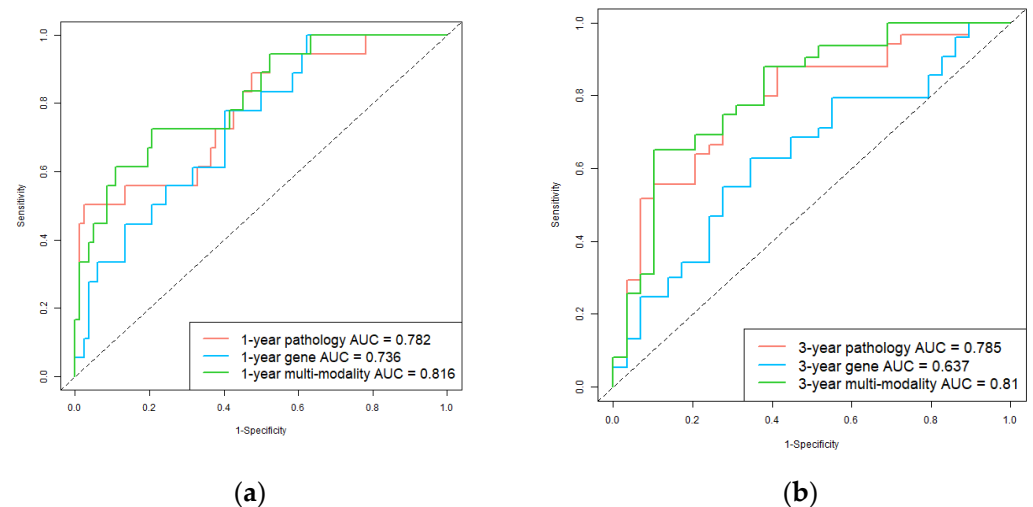 1.0
0.8
0.6
0.4
0.2
0.0
Sensitivity
1-year pathology AUC = 0.782
1-year gene AUC = 0.736
1-year multi-modality AUC = 0.816
0.0 0.2 0.4 0.6 0.8 1.0
1-Specificity
(a)
1.0
0.8
0.6
0.4
0.2
0.0
Sensitivity
3-year pathology AUC = 0.785
3-year gene AUC = 0.637
3-year multi-modality AUC = 0.81
0.0 0.2 0.4 0.6 0.8 1.0
1-Specificity
(b)